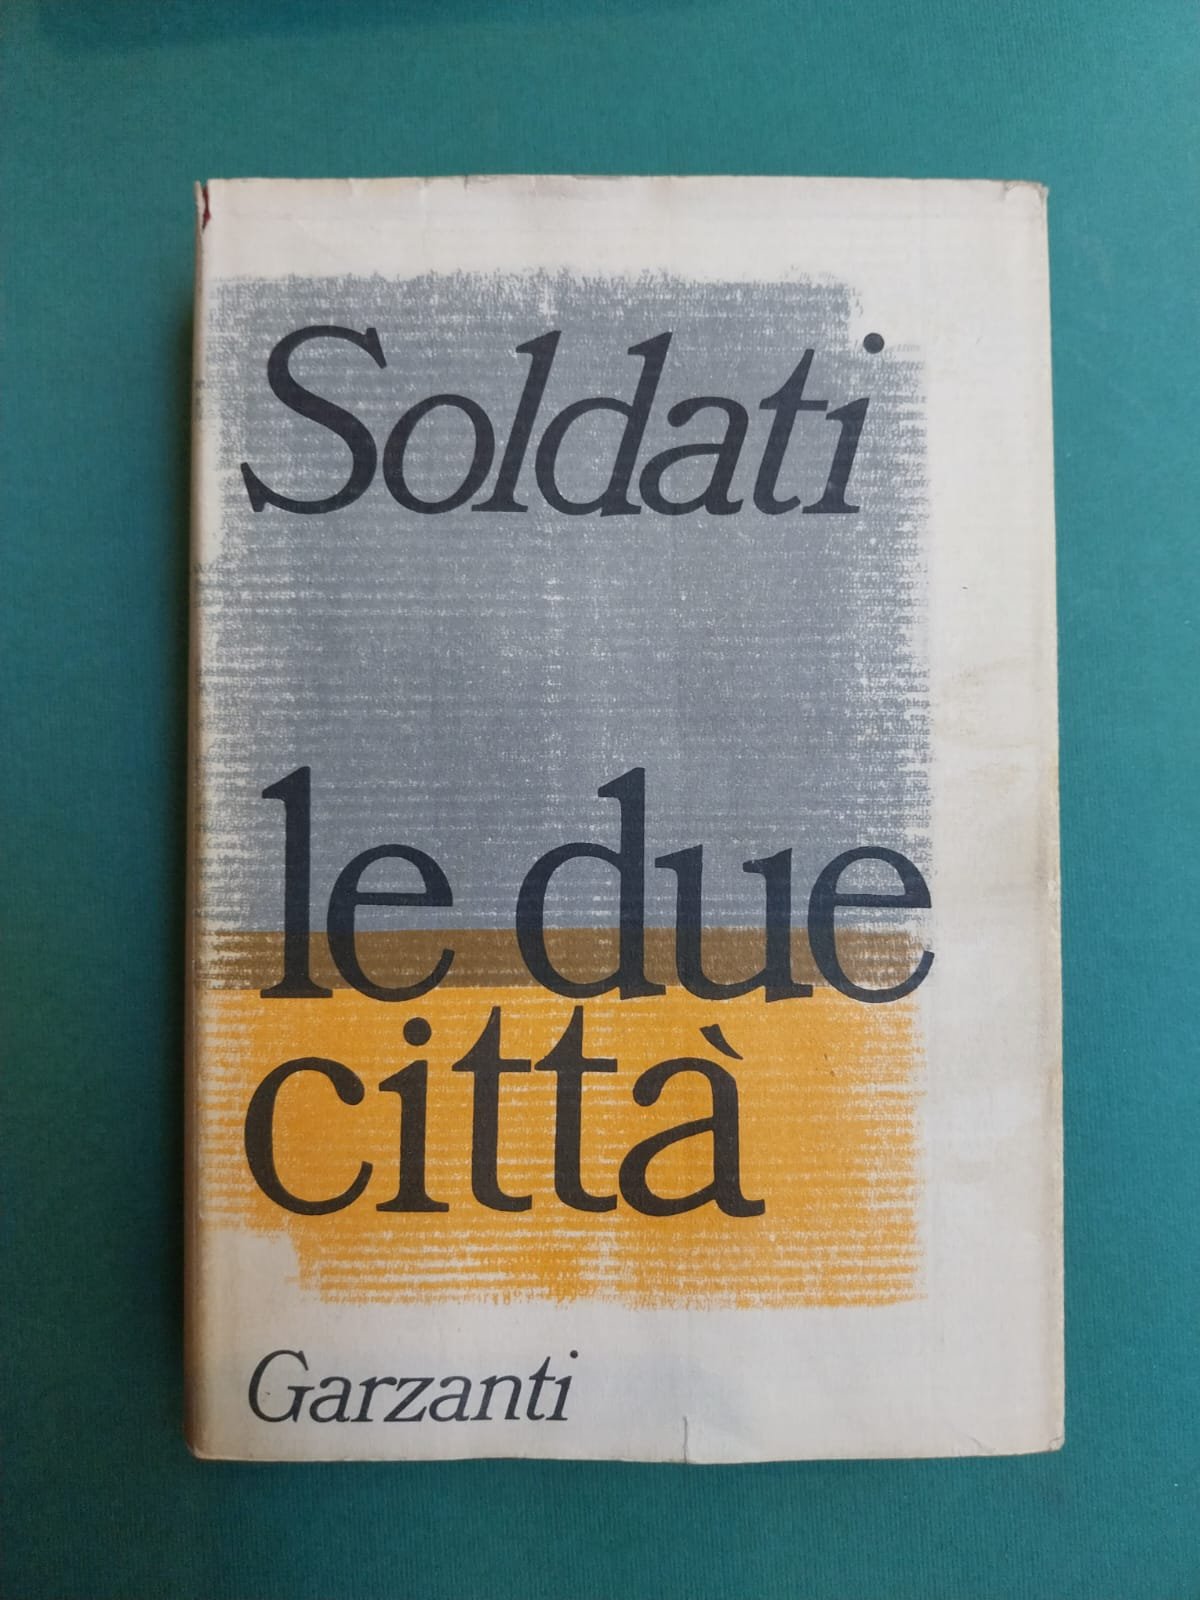 Soldati
le due
città
Garzanti